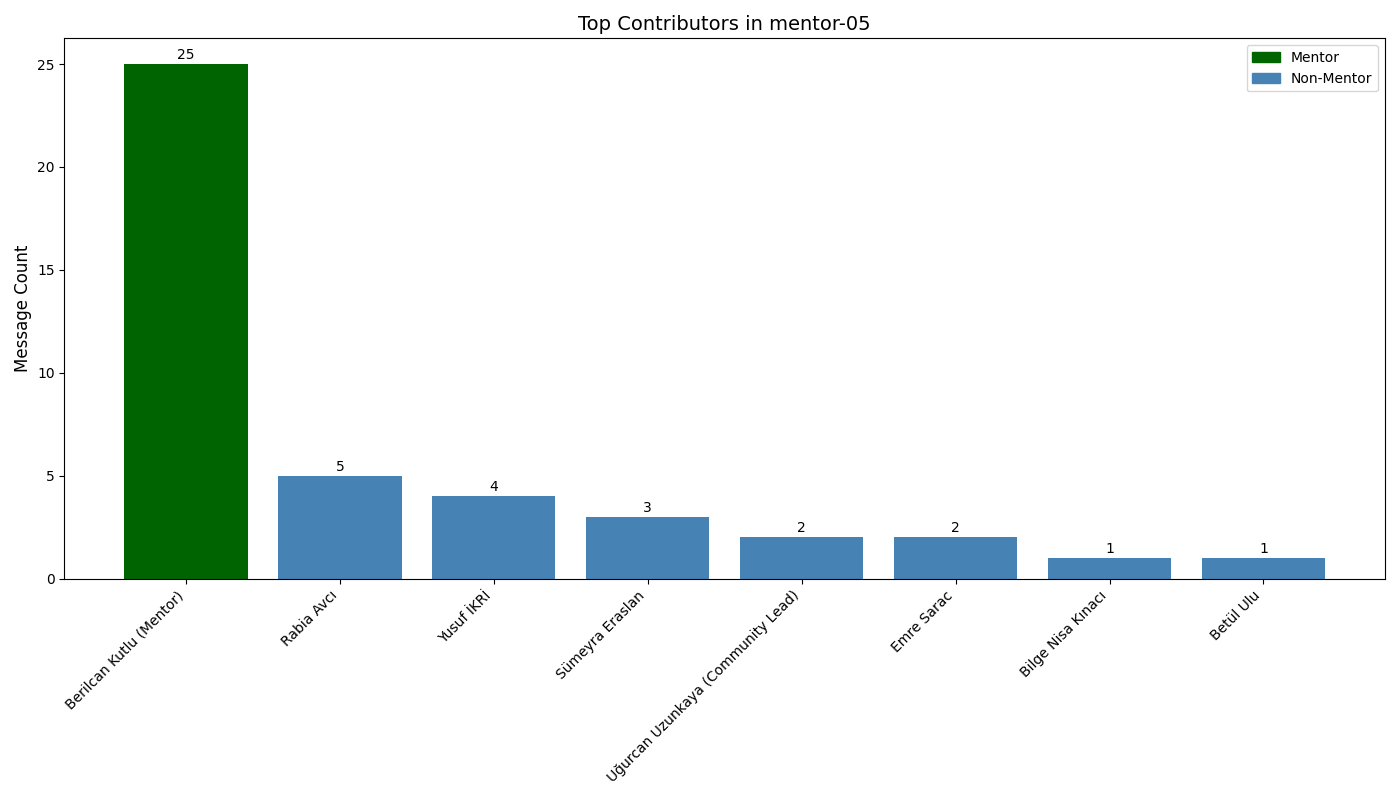 Top Contributors in mentor-05
Mentor
Non-Mentor
Message Count
25
20
15
10
5
0
25
5
4
3
2
2
1
1
Berilcan Kutlu (Mentor)
Rabia Avcı
Yusuf İKRİ
Sümeyra Eraslan
Uğurcan Uzunkaya (Community Lead)
Emre Sarac
Bilge Nisa Kınacı
Betül Ulu